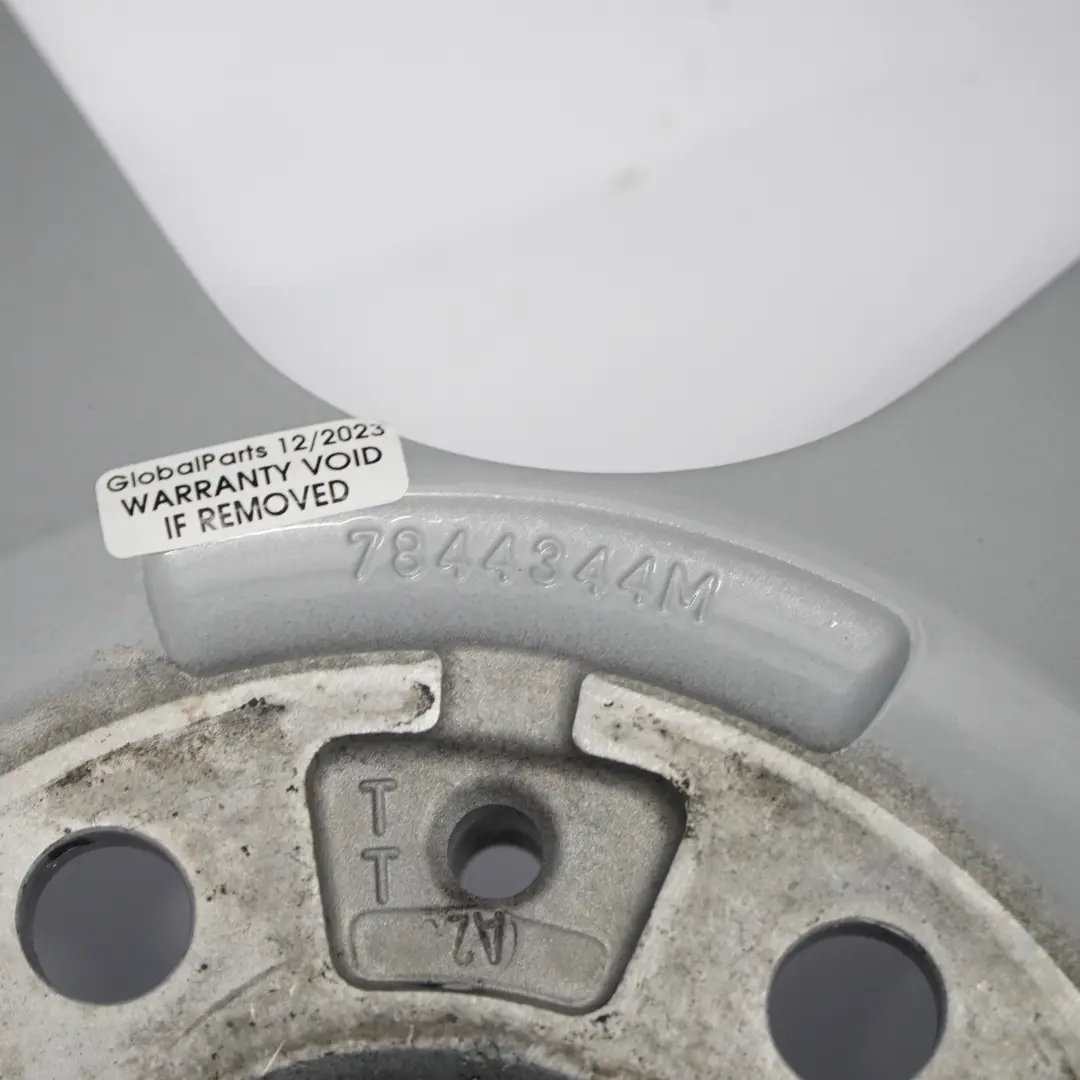 GlobalParts 12/2023
WARRANTY VOID
IF REMOVED
7844344M
T
T